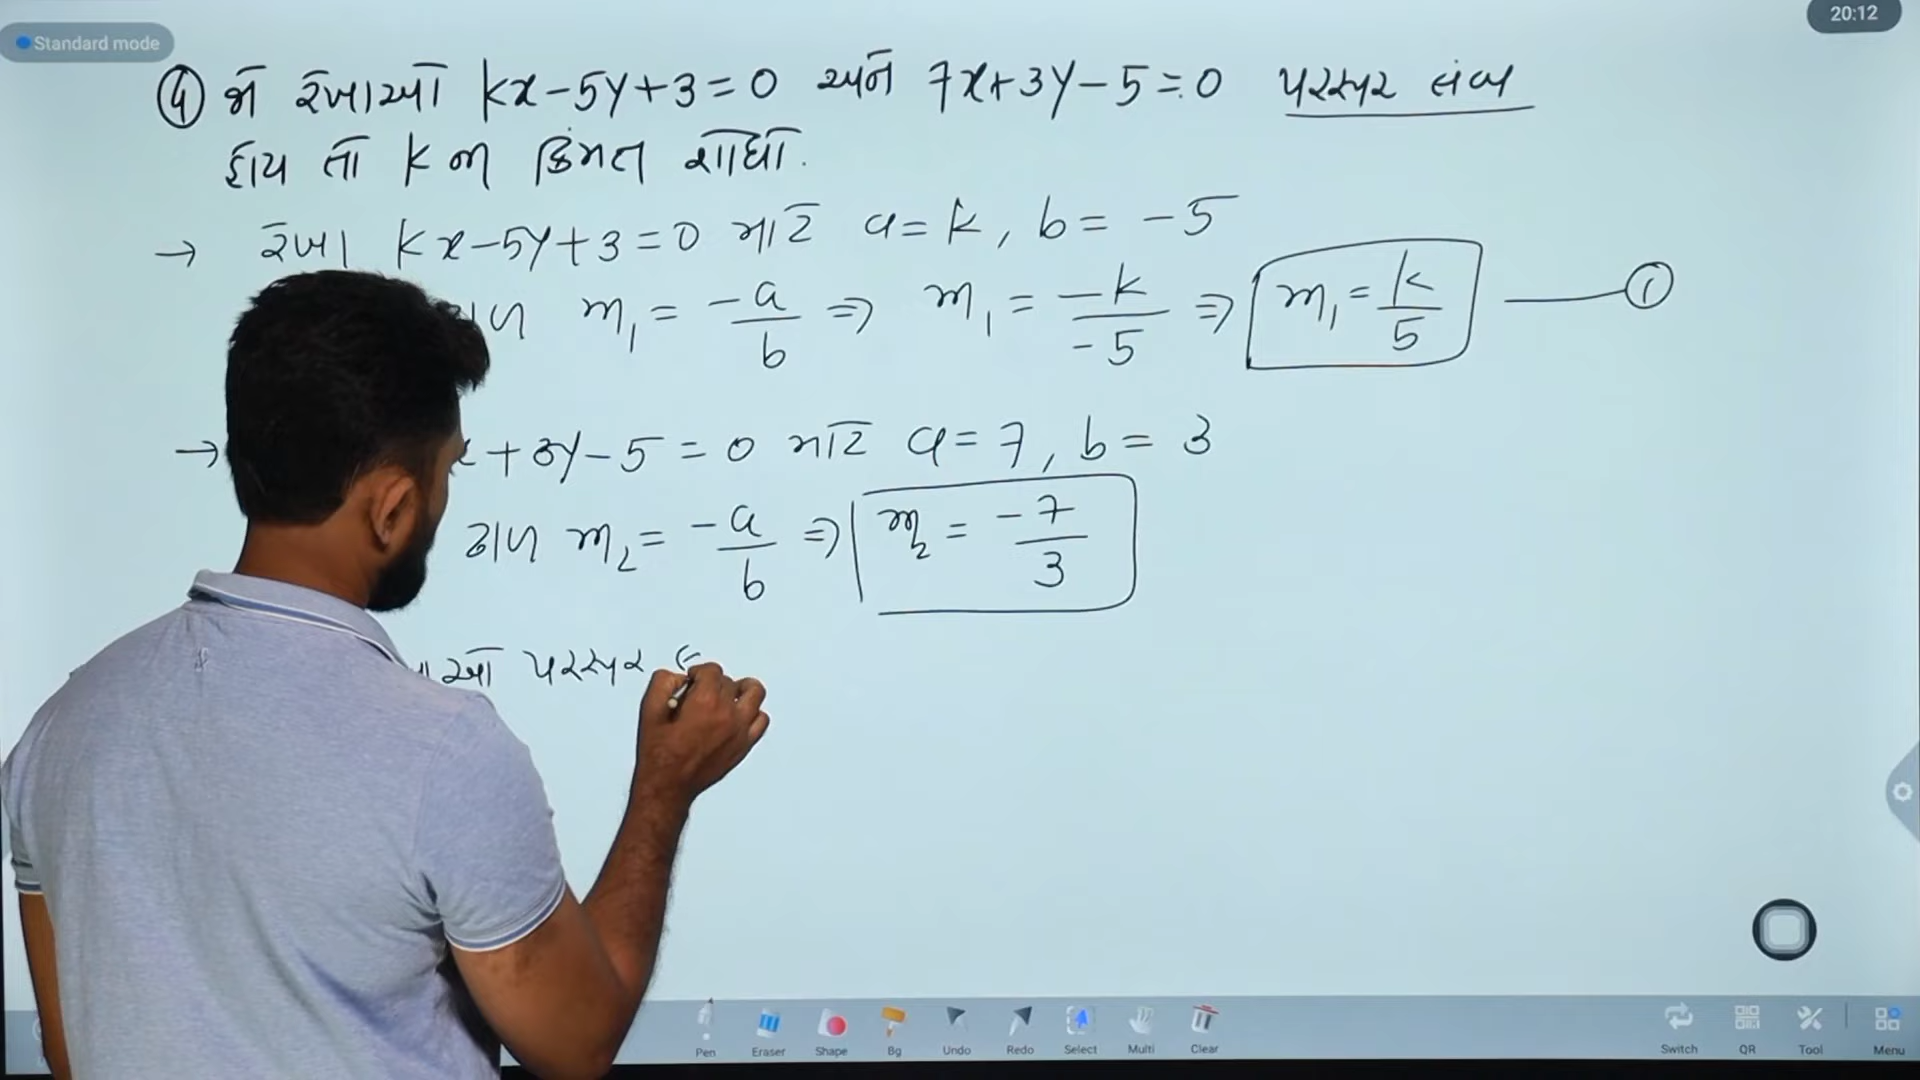 20:12
Standard mode
(4) જો રેખાઓ kx-5y+3=0 અને 7x+3y-5=0 પરસ્પર લંબ
હોય તો k ની કિંમત શોધો.
→ રેખા kx-5y+3=0 માટે a=k, b=-5
ઢાળ m₁ = -a/b ⇒ m₁ = -k/-5 ⇒ m₁ = k/5 —— (1)
→ x+3y-5=0 માટે a=7, b=3
ઢાળ m₂ = -a/b ⇒ m₂ = -7/3
ઓ પરસ્પર
Pen Eraser Shape Bg Undo Redo Select Multi Clear Switch QR Tool Menu